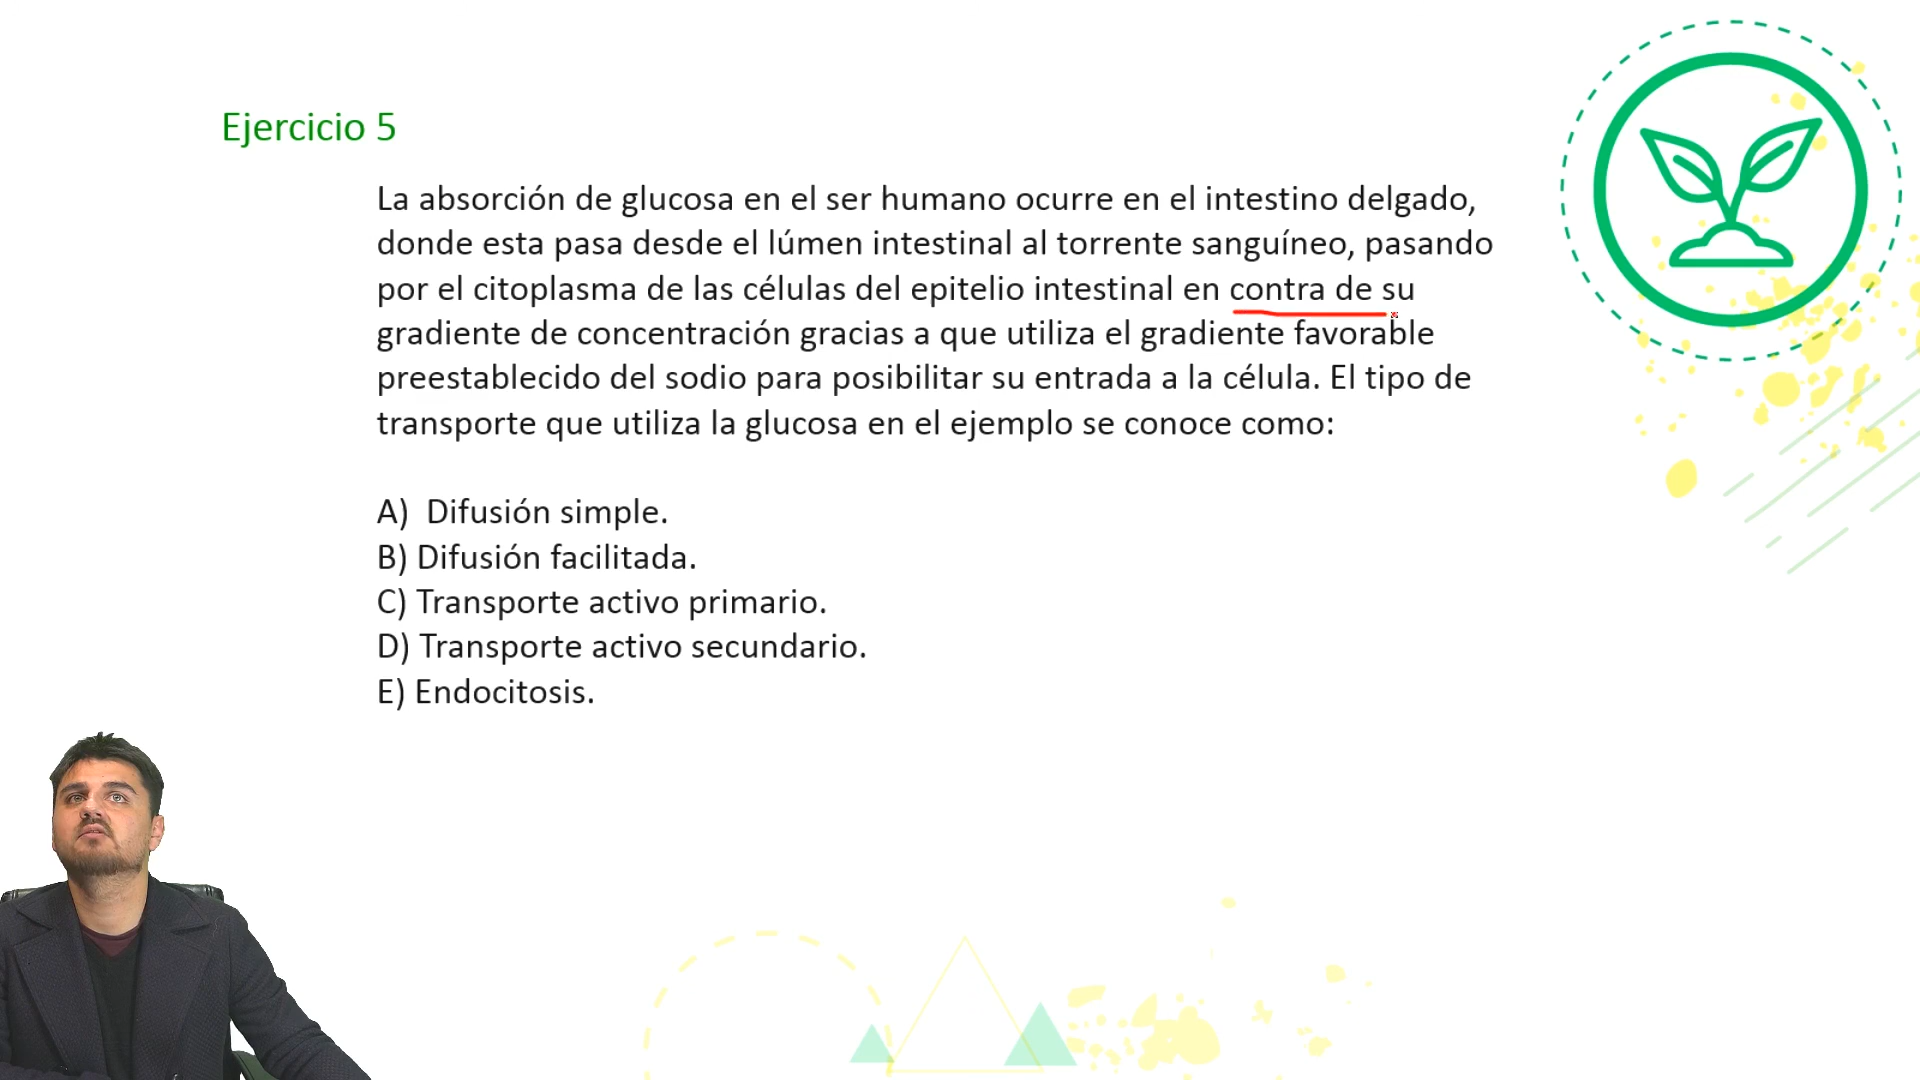 Ejercicio 5
La absorción de glucosa en el ser humano ocurre en el intestino delgado,
donde esta pasa desde el lúmen intestinal al torrente sanguíneo, pasando
por el citoplasma de las células del epitelio intestinal en contra de su
gradiente de concentración gracias a que utiliza el gradiente favorable
preestablecido del sodio para posibilitar su entrada a la célula. El tipo de
transporte que utiliza la glucosa en el ejemplo se conoce como:
A) Difusión simple.
B) Difusión facilitada.
C) Transporte activo primario.
D) Transporte activo secundario.
E) Endocitosis.